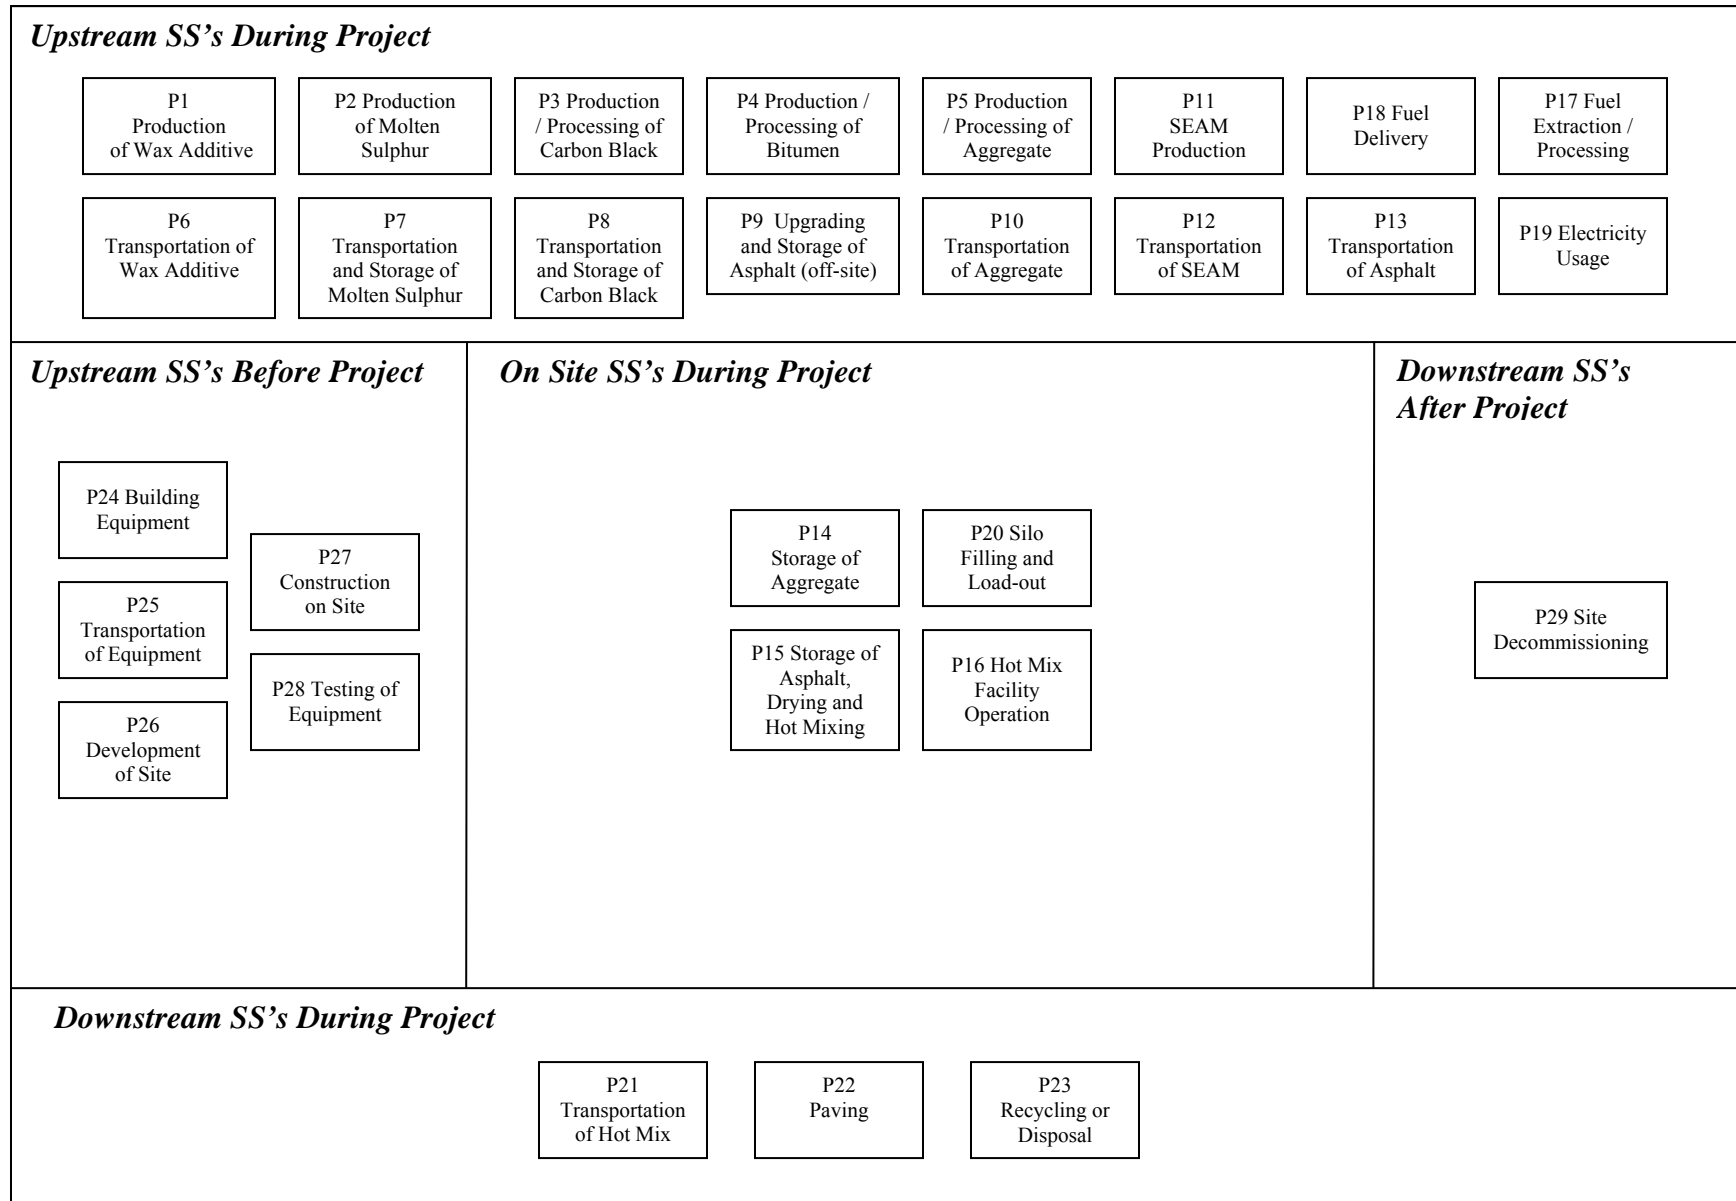 Upstream SS's During Project
P1
Production
of Wax Additive
P2 Production
of Molten
Sulphur
P3 Production
/ Processing of
Carbon Black
P4 Production /
Processing of
Bitumen
P5 Production
/ Processing of
Aggregate
P11
SEAM
Production
P18 Fuel
Delivery
P17 Fuel
Extraction /
Processing
P6
Transportation of
Wax Additive
P7
Transportation
and Storage of
Molten Sulphur
P8
Transportation
and Storage of
Carbon Black
P9 Upgrading
and Storage of
Asphalt (off-site)
P10
Transportation
of Aggregate
P12
Transportation
of SEAM
P13
Transportation
of Asphalt
P19 Electricity
Usage
Upstream SS's Before Project
P24 Building
Equipment
P25
Transportation
of Equipment
P26
Development
of Site
P27
Construction
on Site
P28 Testing of
Equipment
On Site SS's During Project
P14
Storage of
Aggregate
P20 Silo
Filling and
Load-out
P15 Storage of
Asphalt,
Drying and
Hot Mixing
P16 Hot Mix
Facility
Operation
Downstream SS's
After Project
P29 Site
Decommissioning
Downstream SS's During Project
P21
Transportation
of Hot Mix
P22
Paving
P23
Recycling or
Disposal